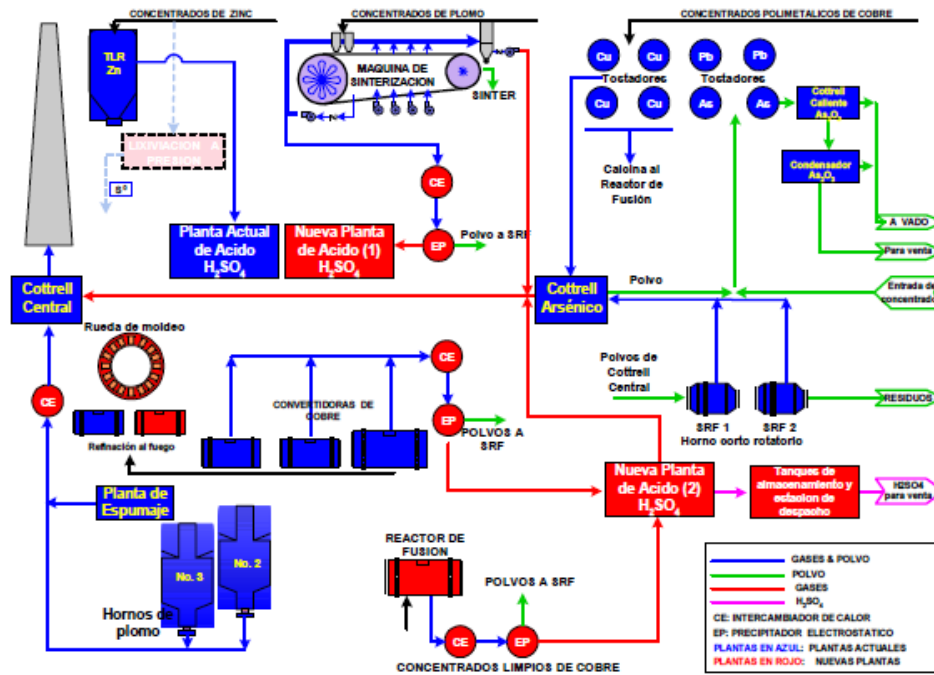 CONCENTRADOS DE ZINC
CONCENTRADOS DE PLOMO
CONCENTRADOS POLIMETALICOS DE COBRE
TLR
Zn
MAQUINA DE
SINTERIZACION
SINTER
Cu
Cu
Pb
Pb
Tostadores
Tostadores
Cu
Cu
As
As
Cottrell
Caliente
As₂O₃
Condensador
As₂O₃
LIXIVIACION A
PRESION
S⁰
CE
Calcina al
Reactor de
Fusión
Planta Actual
de Acido
H₂SO₄
Nueva Planta
de Acido (1)
H₂SO₄
EP
Polvo a SRF
A VADO
Para venta
Cottrell
Central
Cottrell
Arsénico
Polvo
Entrada de
concentrado
Rueda de moldeo
CE
CE
CONVERTIDORAS DE
COBRE
Refinación al fuego
EP
POLVOS A
SRF
Polvos de
Cottrell
Central
SRF 1
SRF 2
Horno corto rotatorio
RESIDUOS
Planta de
Espumaje
Nueva Planta
de Acido (2)
H₂SO₄
Tanques de
almacenamiento y
estacion de
despacho
H2SO4
para venta
No. 3
No. 2
Hornos de
plomo
REACTOR DE
FUSION
POLVOS A SRF
CE
EP
CONCENTRADOS LIMPIOS DE COBRE
GASES & POLVO
POLVO
GASES
H₂SO₄
CE: INTERCAMBIADOR DE CALOR
EP: PRECIPITADOR ELECTROSTATICO
PLANTAS EN AZUL: PLANTAS ACTUALES
PLANTAS EN ROJO: NUEVAS PLANTAS